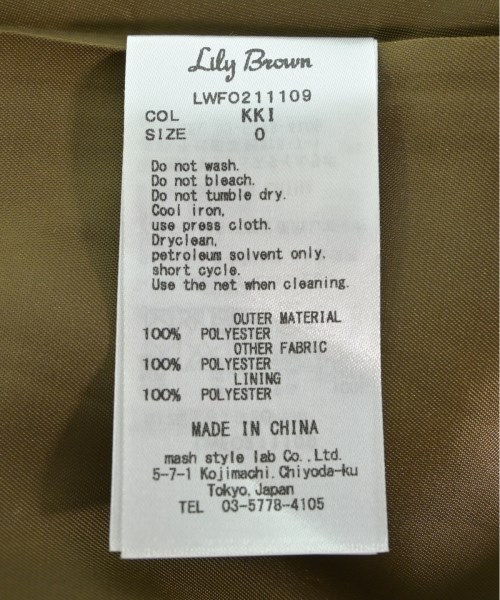 Lily Brown
LWFO211109
COL KKI
SIZE 0
Do not wash.
Do not bleach.
Do not tumble dry.
Cool iron,
use press cloth.
Dryclean,
petroleum solvent only,
short cycle.
Use the net when cleaning.
OUTER MATERIAL
100% POLYESTER
OTHER FABRIC
100% POLYESTER
LINING
100% POLYESTER
MADE IN CHINA
mash style lab Co.,Ltd.
5-7-1 Kojimachi,Chiyoda-ku
Tokyo,Japan
TEL 03-5778-4105